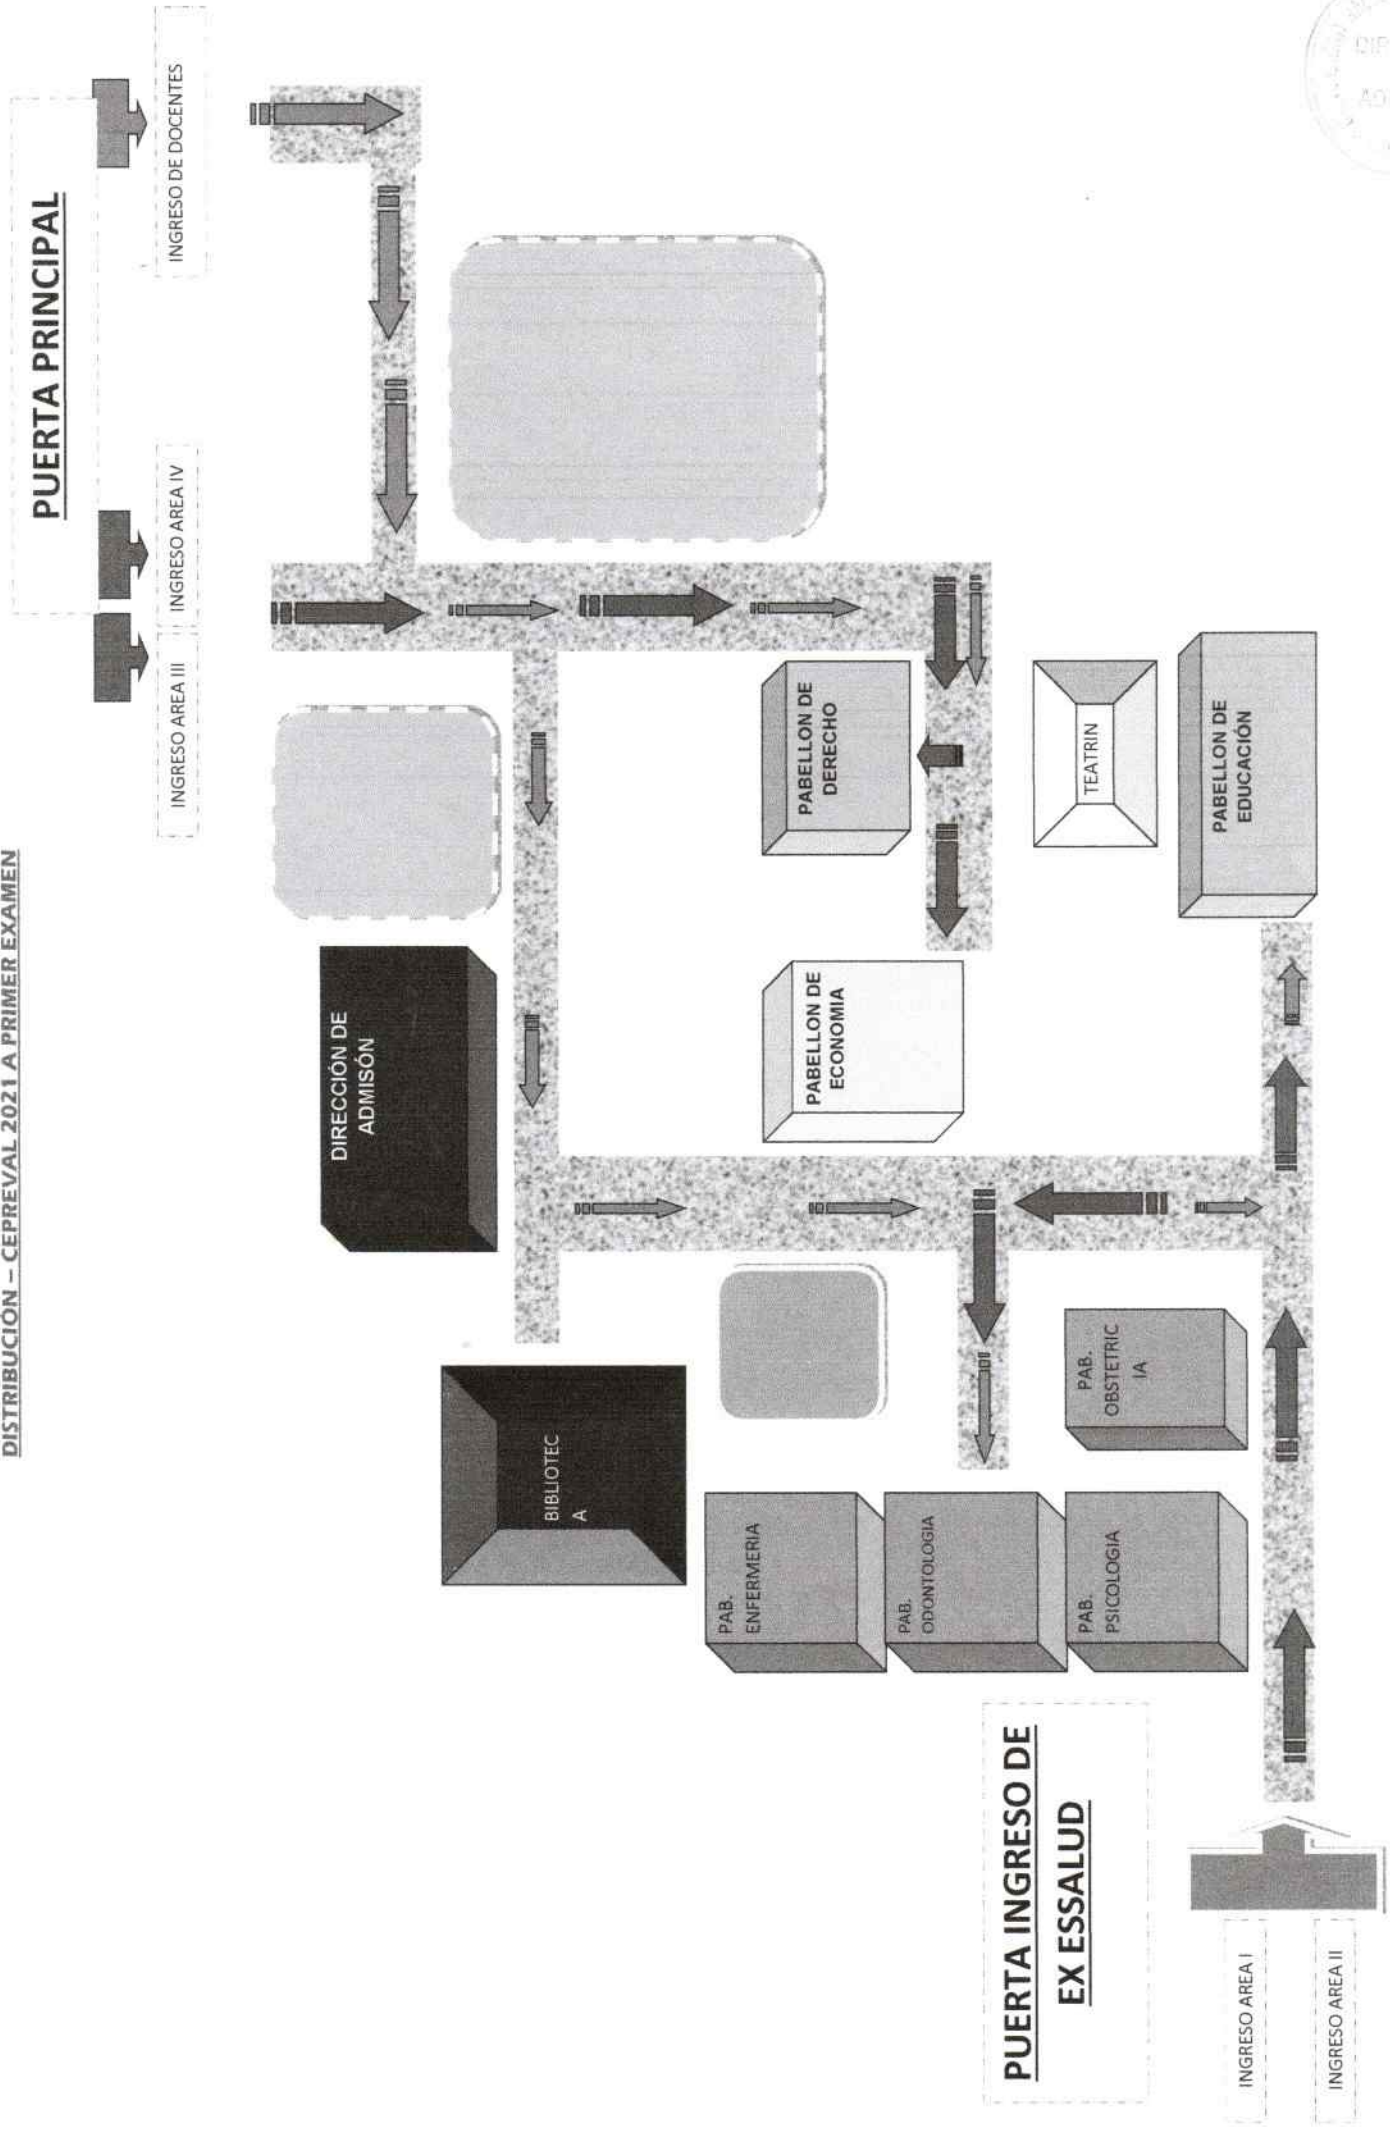 DISTRIBUCIÓN – CEPREVAL 2021 A PRIMER EXAMEN
PUERTA PRINCIPAL
INGRESO AREA III
INGRESO AREA IV
INGRESO DE DOCENTES
DIRECCIÓN DE
ADMISÓN
BIBLIOTEC
A
PABELLON DE
DERECHO
PABELLON DE
ECONOMIA
TEATRIN
PABELLON DE
EDUCACIÓN
PAB.
ENFERMERIA
PAB.
ODONTOLOGIA
PAB.
PSICOLOGIA
PAB.
OBSTETRIC
IA
PUERTA INGRESO DE
EX ESSALUD
INGRESO AREA I
INGRESO AREA II